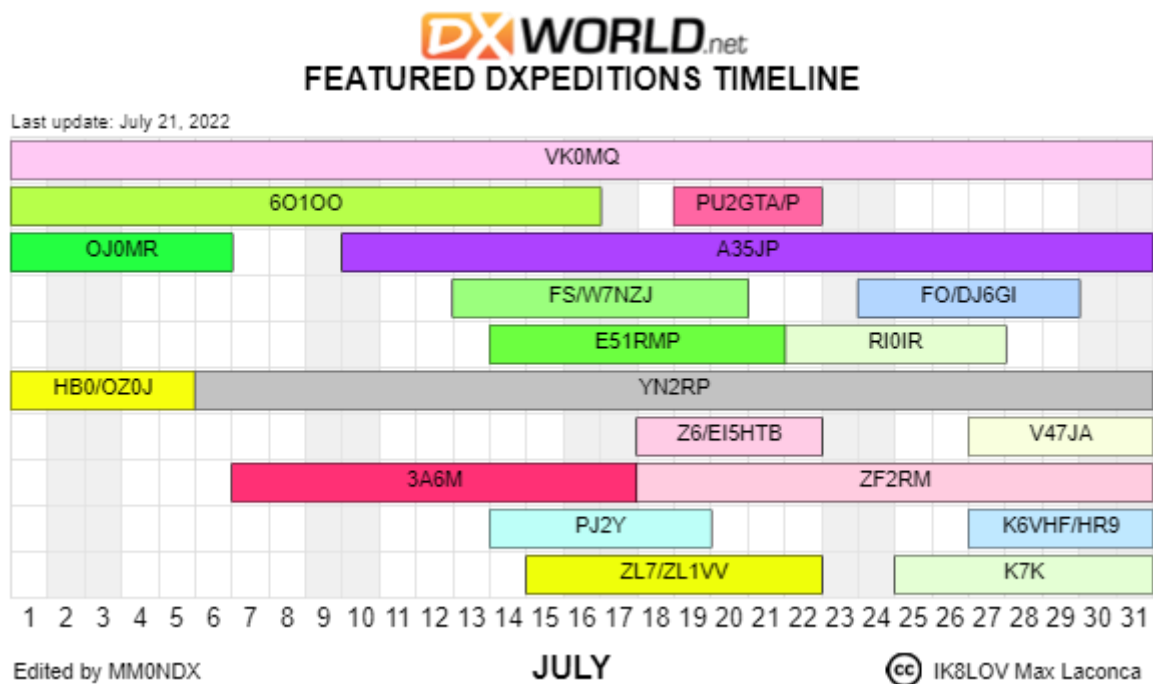 DX WORLD.net
FEATURED DXPEDITIONS TIMELINE
Last update: July 21, 2022
VK0MQ
6O1OO PU2GTA/P
OJ0MR A35JP
FS/W7NZJ FO/DJ6GI
E51RMP RI0IR
HB0/OZ0J YN2RP
Z6/EI5HTB V47JA
3A6M ZF2RM
PJ2Y K6VHF/HR9
ZL7/ZL1VV K7K
1 2 3 4 5 6 7 8 9 10 11 12 13 14 15 16 17 18 19 20 21 22 23 24 25 26 27 28 29 30 31
Edited by MM0NDX JULY cc IK8LOV Max Laconca